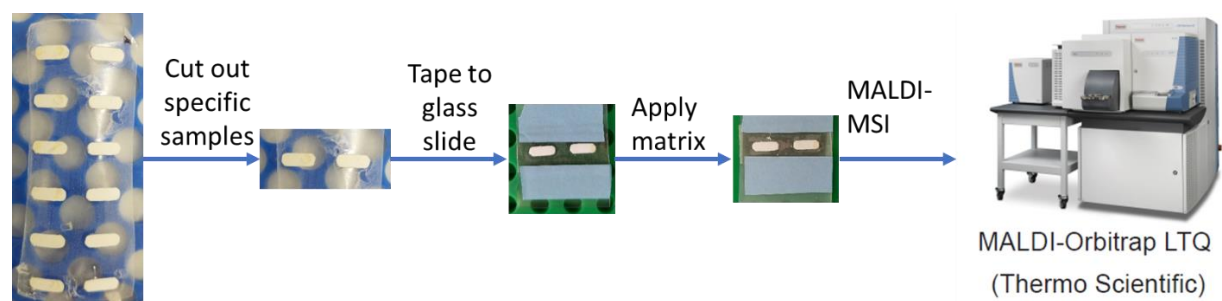 Cut out
specific
samples
Tape to
glass
slide
Apply
matrix
MALDI-
MSI
MALDI-Orbitrap LTQ
(Thermo Scientific)